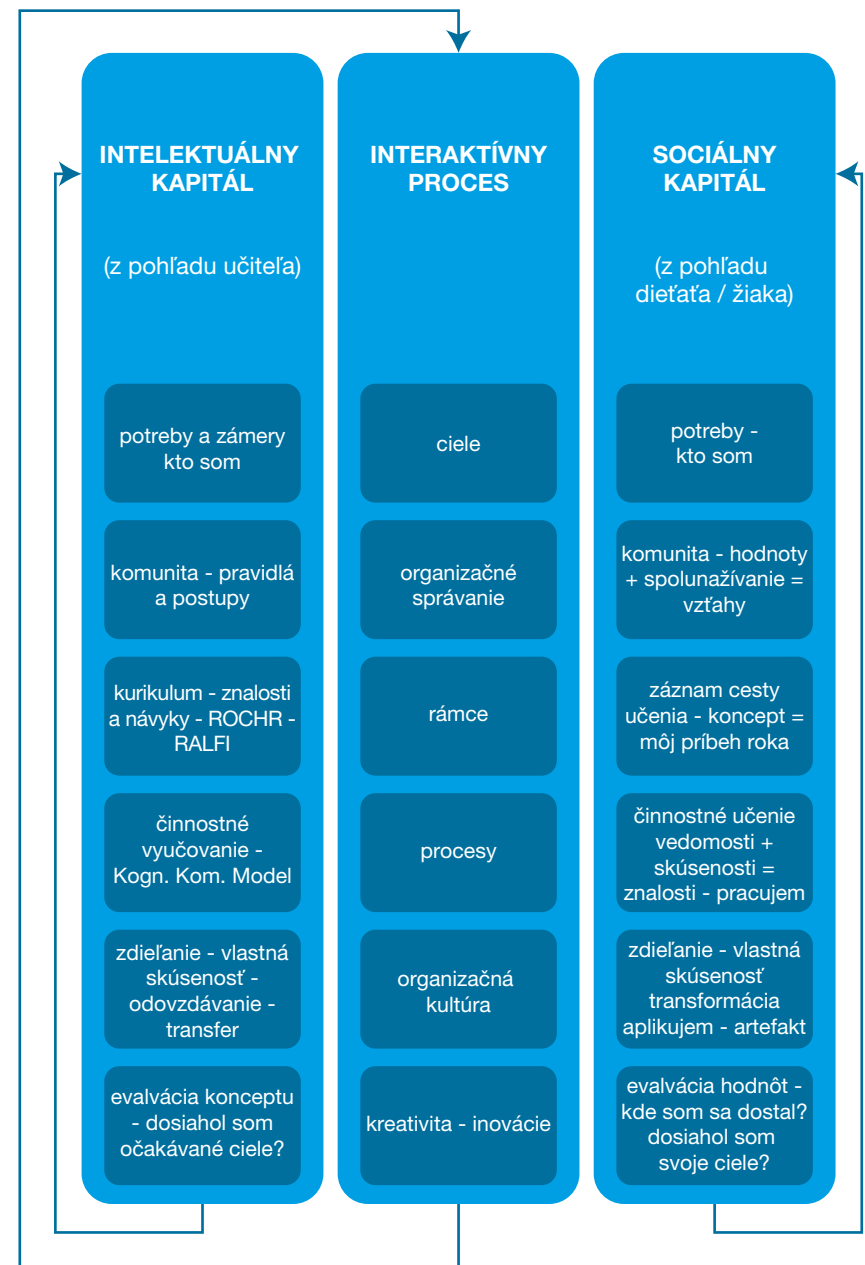 INTELEKTUÁLNY
KAPITÁL
(z pohľadu učiteľa)
potreby a zámery
kto som
komunita - pravidlá
a postupy
kurikulum - znalosti
a návyky - ROCHR -
RALFI
činnostné
vyučovanie -
Kogn. Kom. Model
zdieľanie - vlastná
skúsenosť -
odovzdávanie -
transfer
evalvácia konceptu
- dosiahol som
očakávané ciele?
INTERAKTÍVNY
PROCES
ciele
organizačné
správanie
rámce
procesy
organizačná
kultúra
kreativita - inovácie
SOCIÁLNY
KAPITÁL
(z pohľadu
dieťaťa / žiaka)
potreby -
kto som
komunita - hodnoty
+ spolunažívanie =
vzťahy
záznam cesty
učenia - koncept =
môj príbeh roka
činnostné učenie
vedomosti +
skúsenosti =
znalosti - pracujem
zdieľanie - vlastná
skúsenosť
transformácia
aplikujem - artefakt
evalvácia hodnôt -
kde som sa dostal?
dosiahol som
svoje ciele?